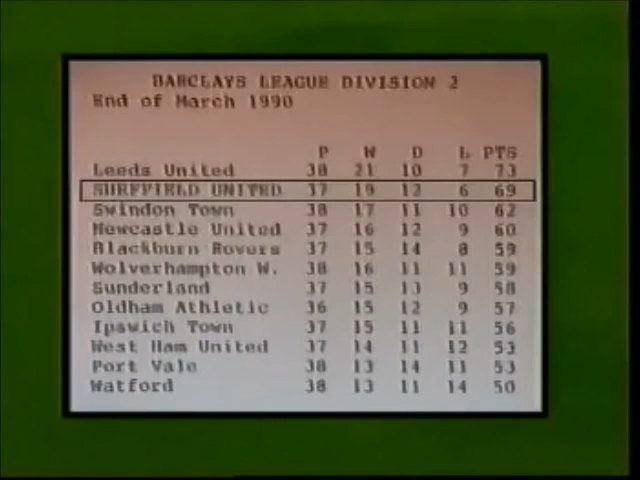 BARCLAYS LEAGUE DIVISION 2
End of March 1990
P W D L PTS
Leeds United 38 21 10 7 73
SHEFFIELD UNITED 37 19 12 6 69
Swindon Town 38 17 11 10 62
Newcastle United 37 16 12 9 60
Blackburn Rovers 37 15 14 8 59
Wolverhampton W. 38 16 11 11 59
Sunderland 37 15 13 9 58
Oldham Athletic 36 15 12 9 57
Ipswich Town 37 15 11 11 56
West Ham United 37 14 11 12 53
Port Vale 38 13 14 11 53
Watford 38 13 11 14 50